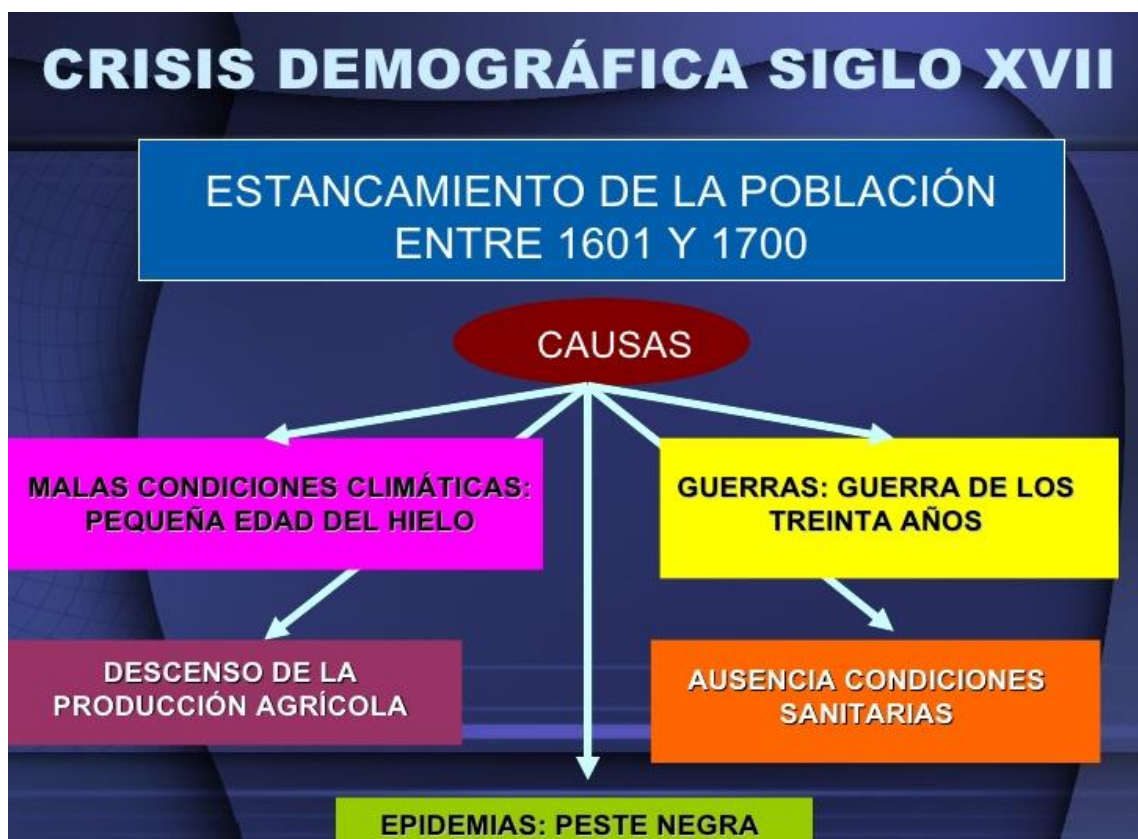 CRISIS DEMOGRÁFICA SIGLO XVII
ESTANCAMIENTO DE LA POBLACIÓN
ENTRE 1601 Y 1700
CAUSAS
MALAS CONDICIONES CLIMÁTICAS:
PEQUEÑA EDAD DEL HIELO
GUERRAS: GUERRA DE LOS
TREINTA AÑOS
DESCENSO DE LA
PRODUCCIÓN AGRÍCOLA
AUSENCIA CONDICIONES
SANITARIAS
EPIDEMIAS: PESTE NEGRA